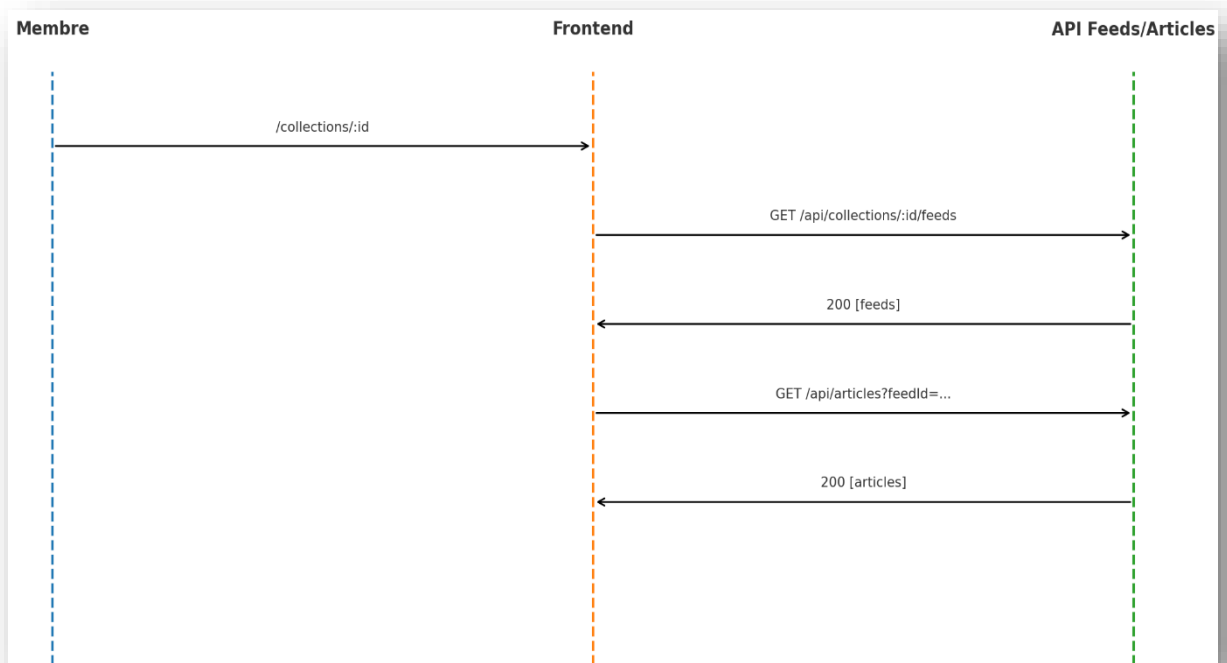 Membre
Frontend
API Feeds/Articles
/collections/:id
GET /api/collections/:id/feeds
200 [feeds]
GET /api/articles?feedId=...
200 [articles]